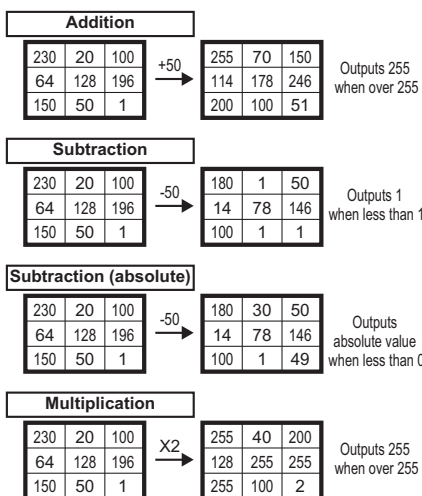 Addition
230 20 100
64 128 196
150 50 1
+50
255 70 150
114 178 246
200 100 51
Outputs 255
when over 255
Subtraction
230 20 100
64 128 196
150 50 1
-50
180 1 50
14 78 146
100 1 1
Outputs 1
when less than 1
Subtraction (absolute)
230 20 100
64 128 196
150 50 1
-50
180 30 50
14 78 146
100 1 49
Outputs
absolute value
when less than 0
Multiplication
230 20 100
64 128 196
150 50 1
X2
255 40 200
128 255 255
255 100 2
Outputs 255
when over 255